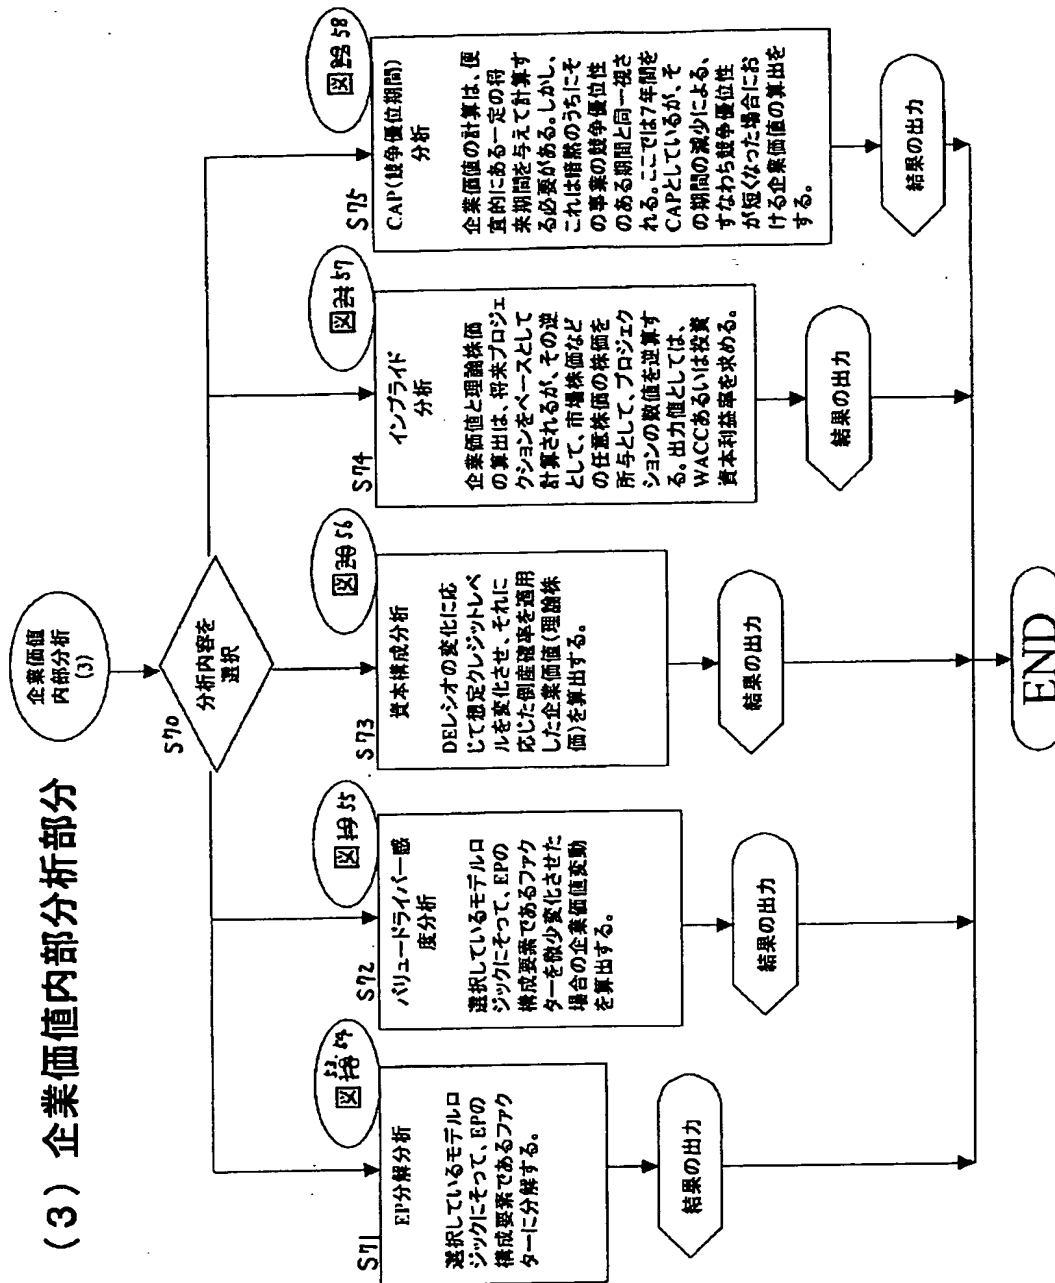 (3) 企業価値内部分析部分
企業価値
内部分析
(3)
S70
分析内容を
選択
図
53.54
S71
EP分解分析
選択しているモデルロ
ジックにそって、EPの
構成要素であるファク
ターに分解する。
結果の出力
図
55
S72
バリュードライバー感
度分析
選択しているモデルロ
ジックにそって、EPの
構成要素であるファク
ターを微少変化させた
場合の企業価値変動
を算出する。
結果の出力
図
56
S73
資本構成分析
DEレシオの変化に応
じて想定クレジットレベ
ルを変化させ、それに
応じた倒産確率を適用
した企業価値(理論株
価)を算出する。
結果の出力
図
57
S74
インプライド
分析
企業価値と理論株価
の算出は、将来プロジェ
クションをベースとして
計算されるが、その逆
として、市場株価など
の任意株価の株価を
所与として、プロジェク
ションの数値を逆算す
る。出力値としては、
WACCあるいは投資
資本利益率を求める。
結果の出力
図
58
S75
CAP(競争優位期間)
分析
企業価値の計算は、便
宜的にある一定の将
来期間を与えて計算す
る必要がある。しかし、
これは暗黙のうちにそ
の事業の競争優位性
のある期間と同一視さ
れる。ここでは7年間を
CAPとしているが、そ
の期間の減少による、
すなわち競争優位性
が短くなった場合にお
ける企業価値の算出を
する。
結果の出力
END